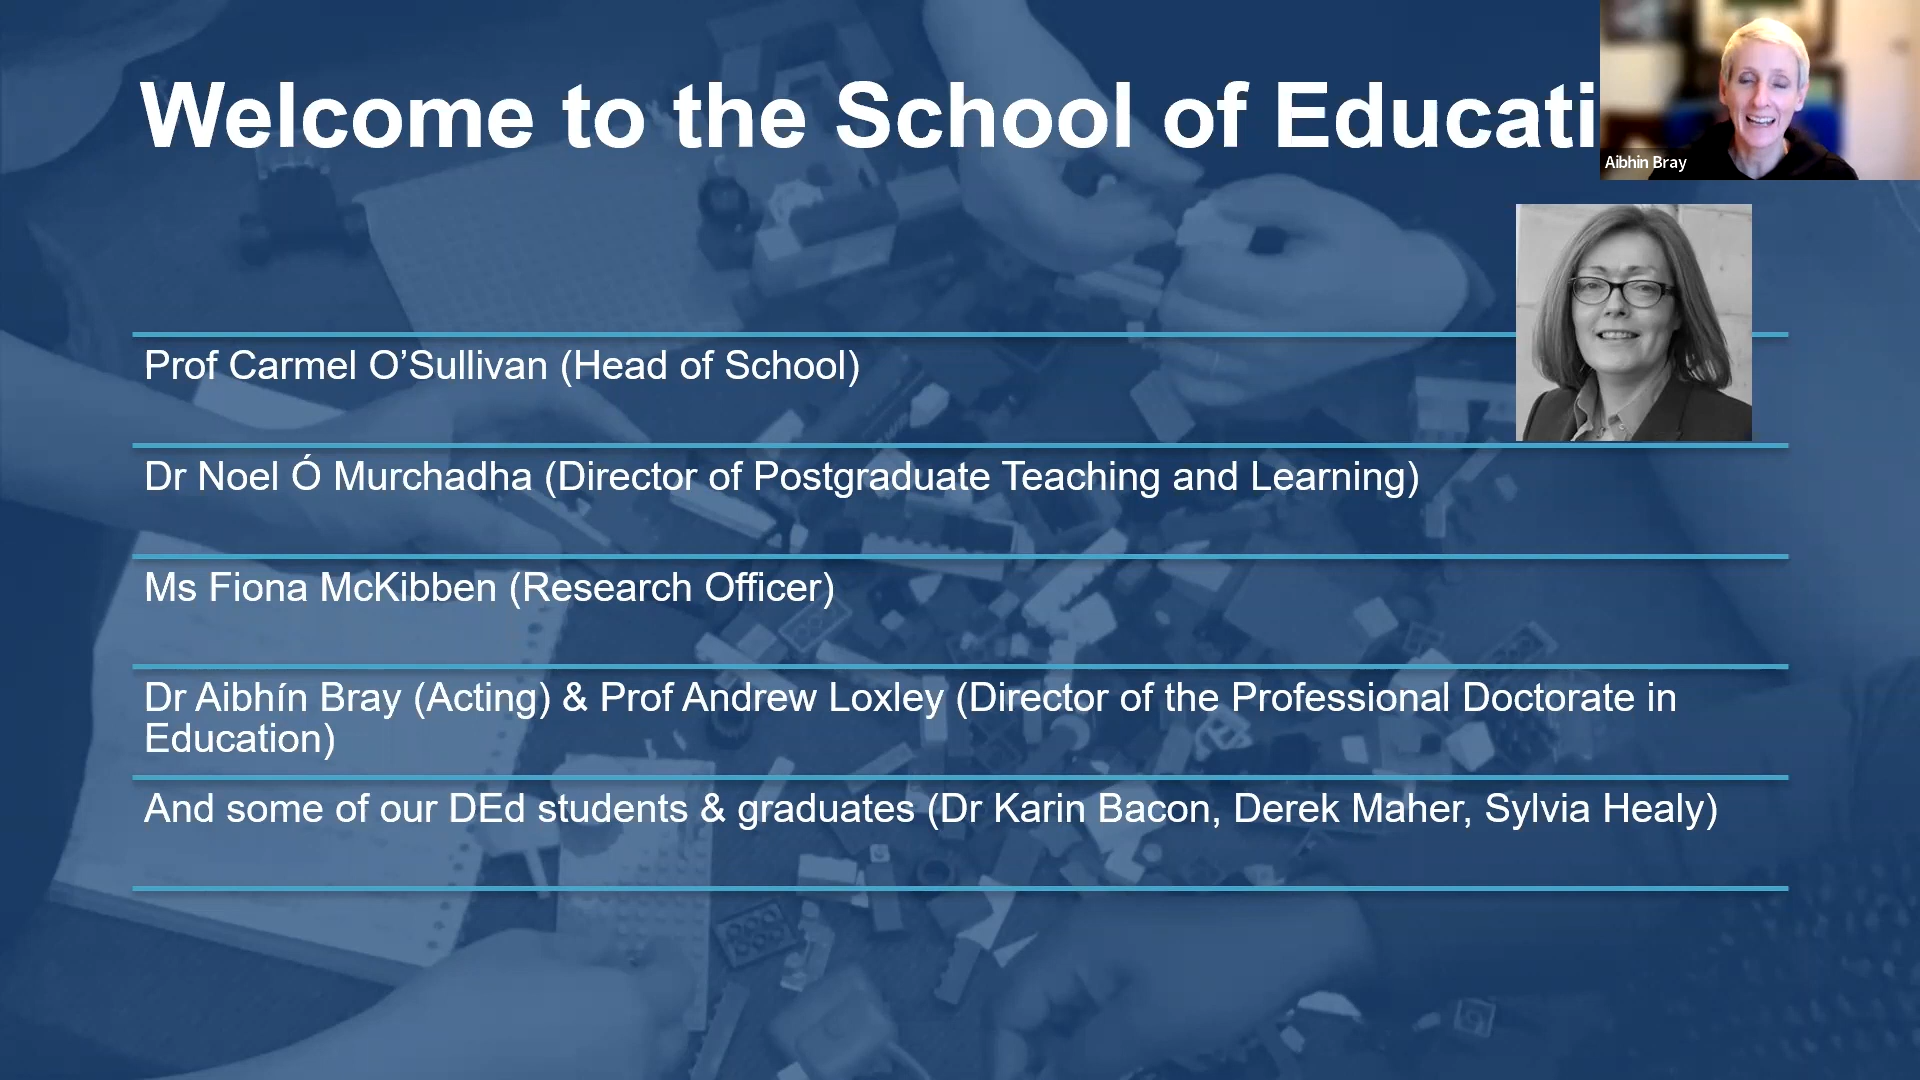 Welcome to the School of Educati
Aibhin Bray
Prof Carmel O’Sullivan (Head of School)
Dr Noel Ó Murchadha (Director of Postgraduate Teaching and Learning)
Ms Fiona McKibben (Research Officer)
Dr Aibhín Bray (Acting) & Prof Andrew Loxley (Director of the Professional Doctorate in
Education)
And some of our DEd students & graduates (Dr Karin Bacon, Derek Maher, Sylvia Healy)